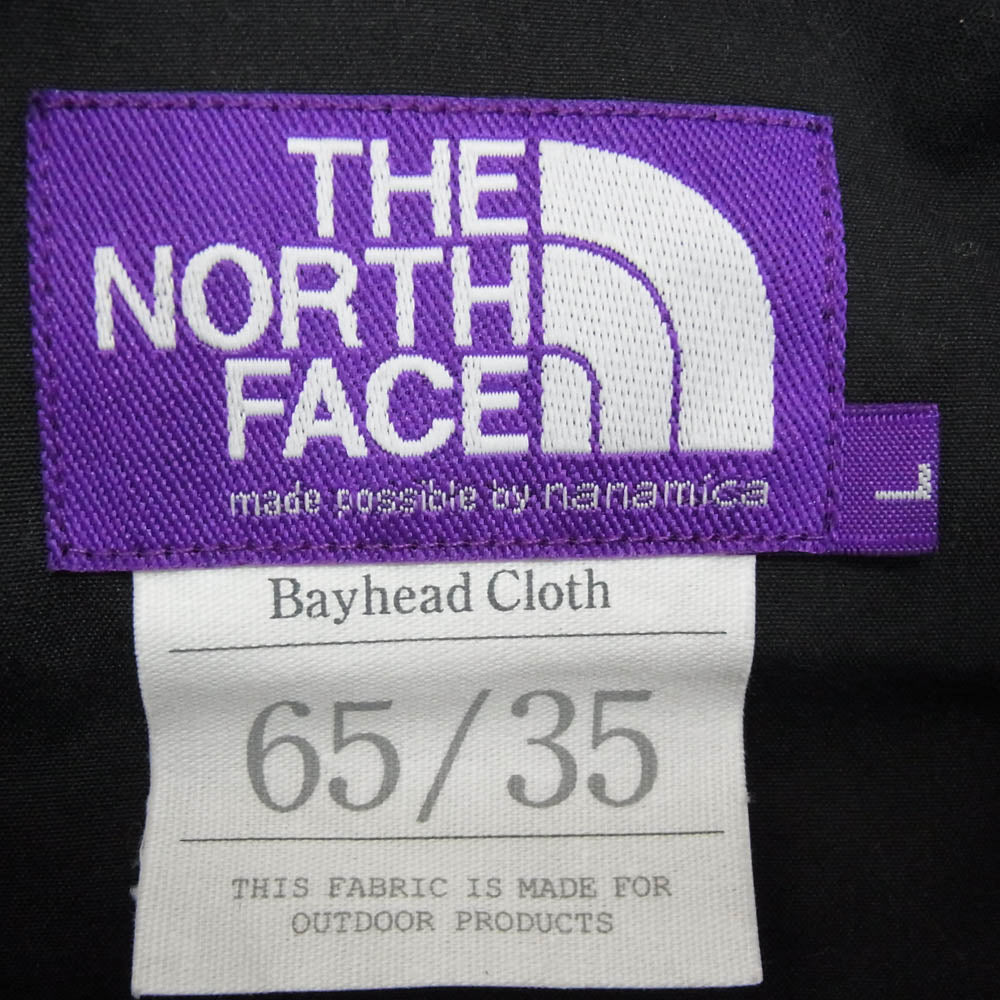 THE
NORTH
FACE
made possible by nanamica
L
Bayhead Cloth
65/35
THIS FABRIC IS MADE FOR
OUTDOOR PRODUCTS